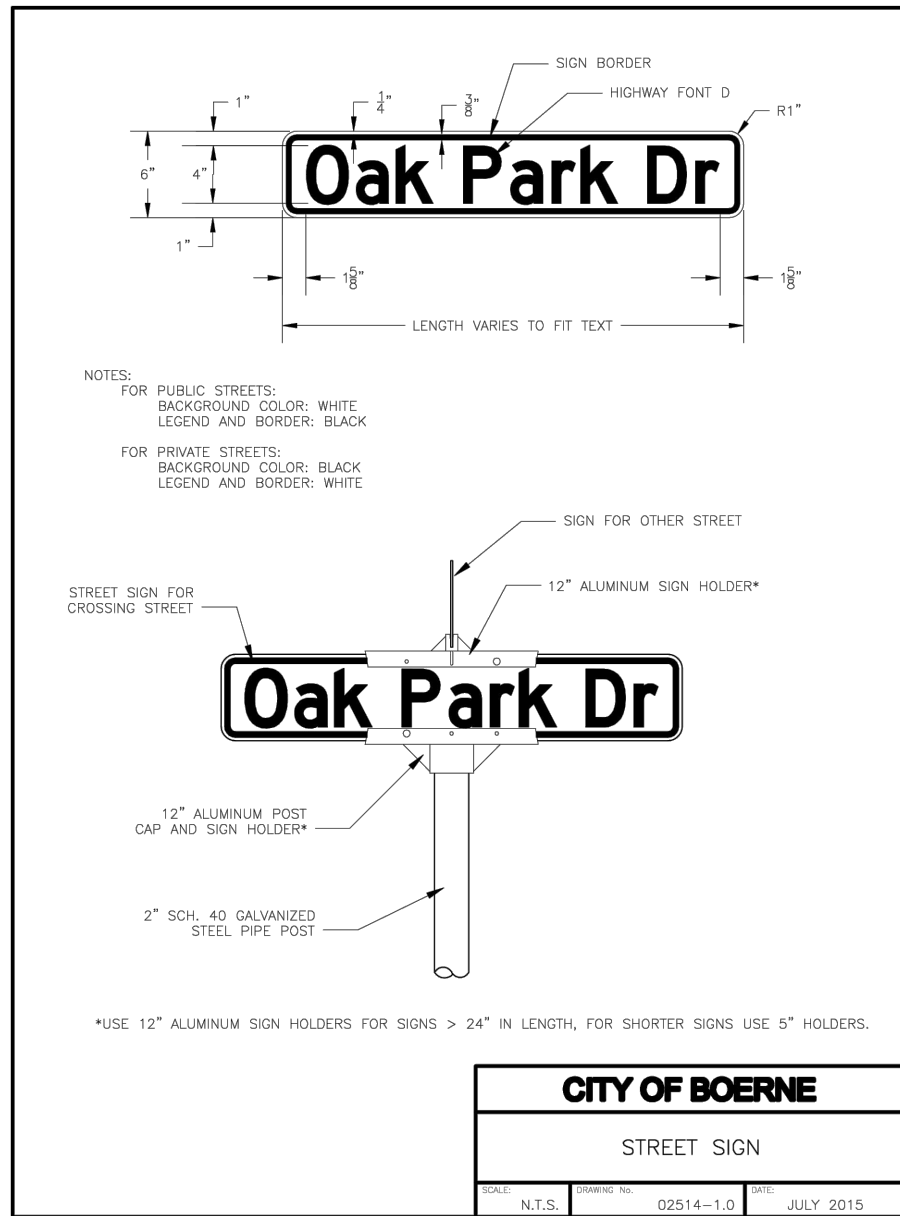 SIGN BORDER
HIGHWAY FONT D
1"
1/4"
3/8"
R1"
6"
4"
Oak Park Dr
1"
1 5/8"
1 5/8"
LENGTH VARIES TO FIT TEXT
NOTES:
FOR PUBLIC STREETS:
BACKGROUND COLOR: WHITE
LEGEND AND BORDER: BLACK
FOR PRIVATE STREETS:
BACKGROUND COLOR: BLACK
LEGEND AND BORDER: WHITE
SIGN FOR OTHER STREET
12" ALUMINUM SIGN HOLDER*
STREET SIGN FOR
CROSSING STREET
Oak Park Dr
12" ALUMINUM POST
CAP AND SIGN HOLDER*
2" SCH. 40 GALVANIZED
STEEL PIPE POST
*USE 12" ALUMINUM SIGN HOLDERS FOR SIGNS > 24" IN LENGTH, FOR SHORTER SIGNS USE 5" HOLDERS.
CITY OF BOERNE
STREET SIGN
SCALE: N.T.S.
DRAWING No. 02514-1.0
DATE: JULY 2015